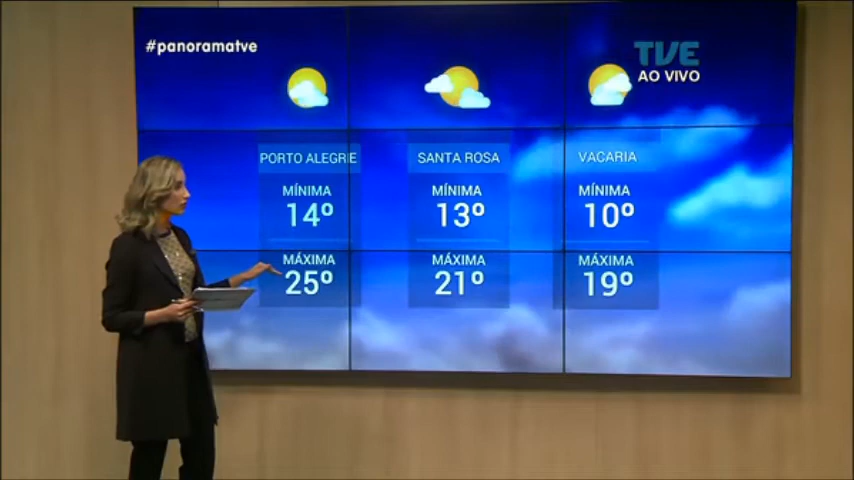 #panoramatve
TVE
AO VIVO
PORTO ALEGRE
MÍNIMA
14º
MÁXIMA
25º
SANTA ROSA
MÍNIMA
13º
MÁXIMA
21º
VACARIA
MÍNIMA
10º
MÁXIMA
19º